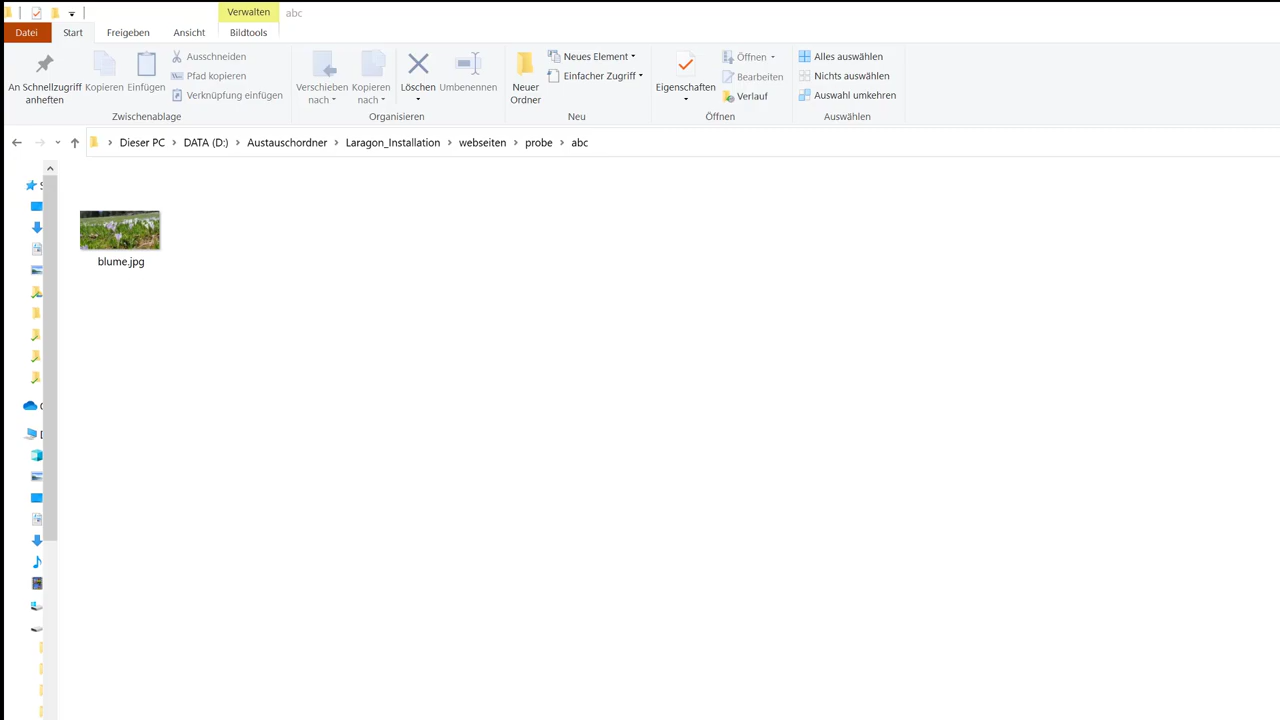 Verwalten abc
Datei Start Freigeben Ansicht Bildtools
An Schnellzugriff anheften
Kopieren
Einfügen
Ausschneiden
Pfad kopieren
Verknüpfung einfügen
Zwischenablage
Verschieben nach
Kopieren nach
Löschen
Umbenennen
Organisieren
Neuer Ordner
Neues Element
Einfacher Zugriff
Neu
Eigenschaften
Öffnen
Bearbeiten
Verlauf
Öffnen
Alles auswählen
Nichts auswählen
Auswahl umkehren
Auswählen
Dieser PC > DATA (D:) > Austauschordner > Laragon_Installation > webseiten > probe > abc
blume.jpg